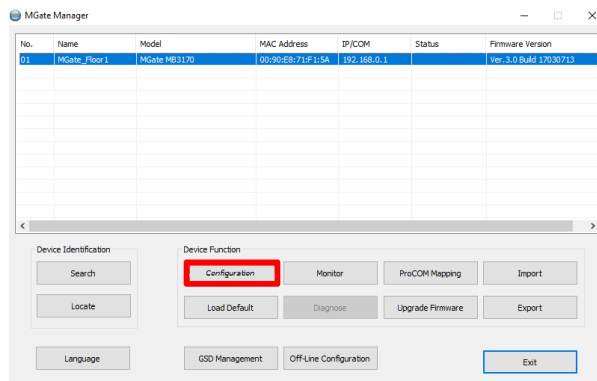 MGate Manager
No. Name Model MAC Address IP/COM Status Firmware Version
01 MGate_Floor1 MGate MB3170 00:90:E8:71:F1:5A 192.168.0.1 Ver.3.0 Build 17030713
Device Identification Device Function
Search Configuration Monitor ProCOM Mapping Import
Locate Load Default Diagnose Upgrade Firmware Export
Language GSD Management Off-Line Configuration Exit